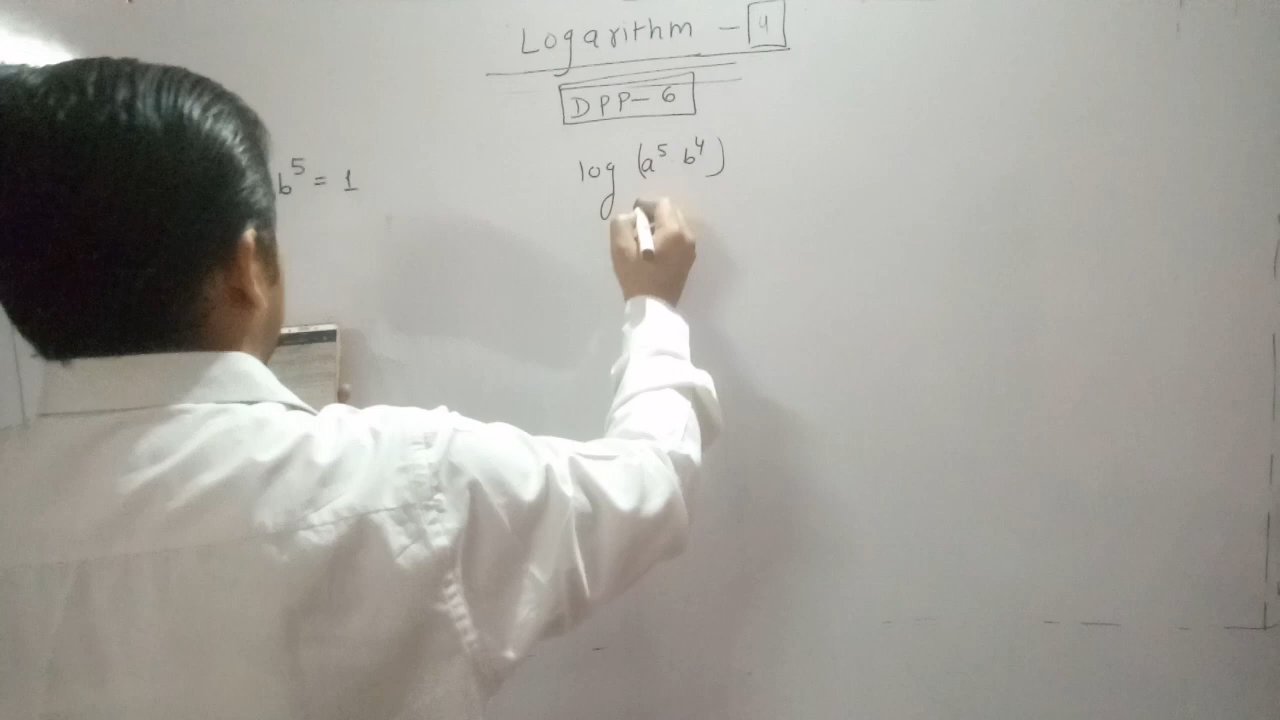 Logarithm - 4
DPP- 6
b⁵ = 1
log (a⁵ b⁴)